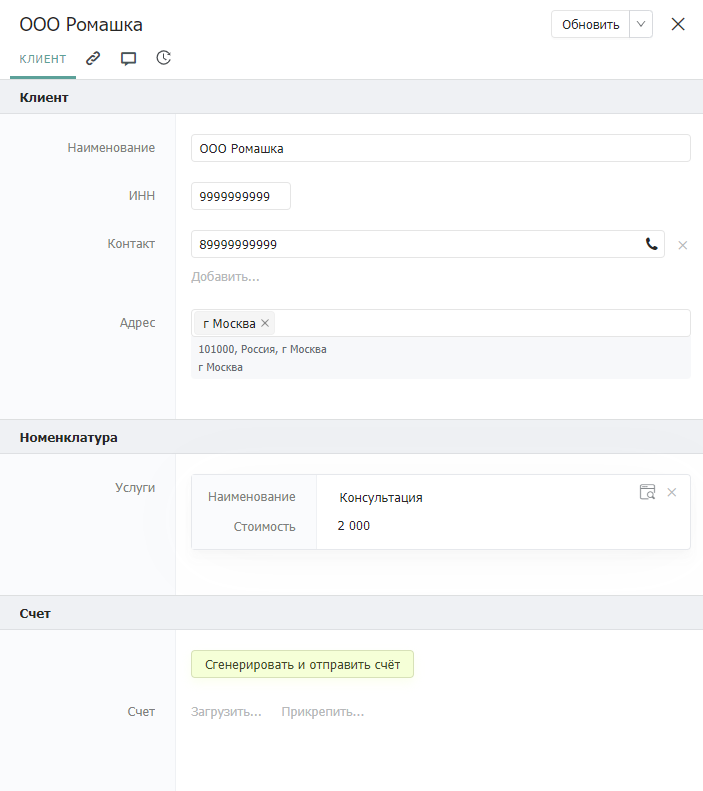 ООО Ромашка
Обновить
КЛИЕНТ
Клиент
Наименование
ООО Ромашка
ИНН
9999999999
Контакт
89999999999
Добавить...
Адрес
г Москва
101000, Россия, г Москва
г Москва
Номенклатура
Услуги
Наименование
Консультация
Стоимость
2 000
Счет
Сгенерировать и отправить счёт
Счет
Загрузить... Прикрепить...